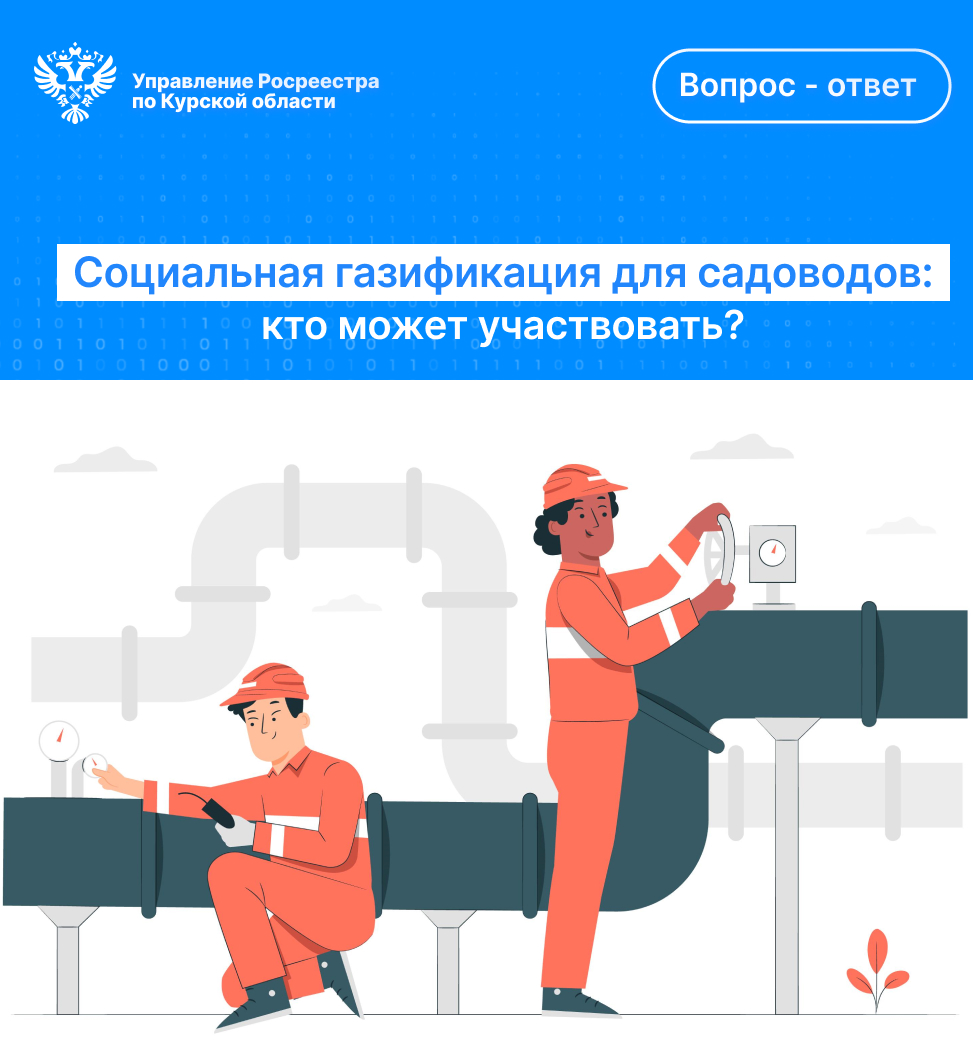 Управление Росреестра
по Курской области
Вопрос - ответ
Социальная газификация для садоводов:
кто может участвовать?